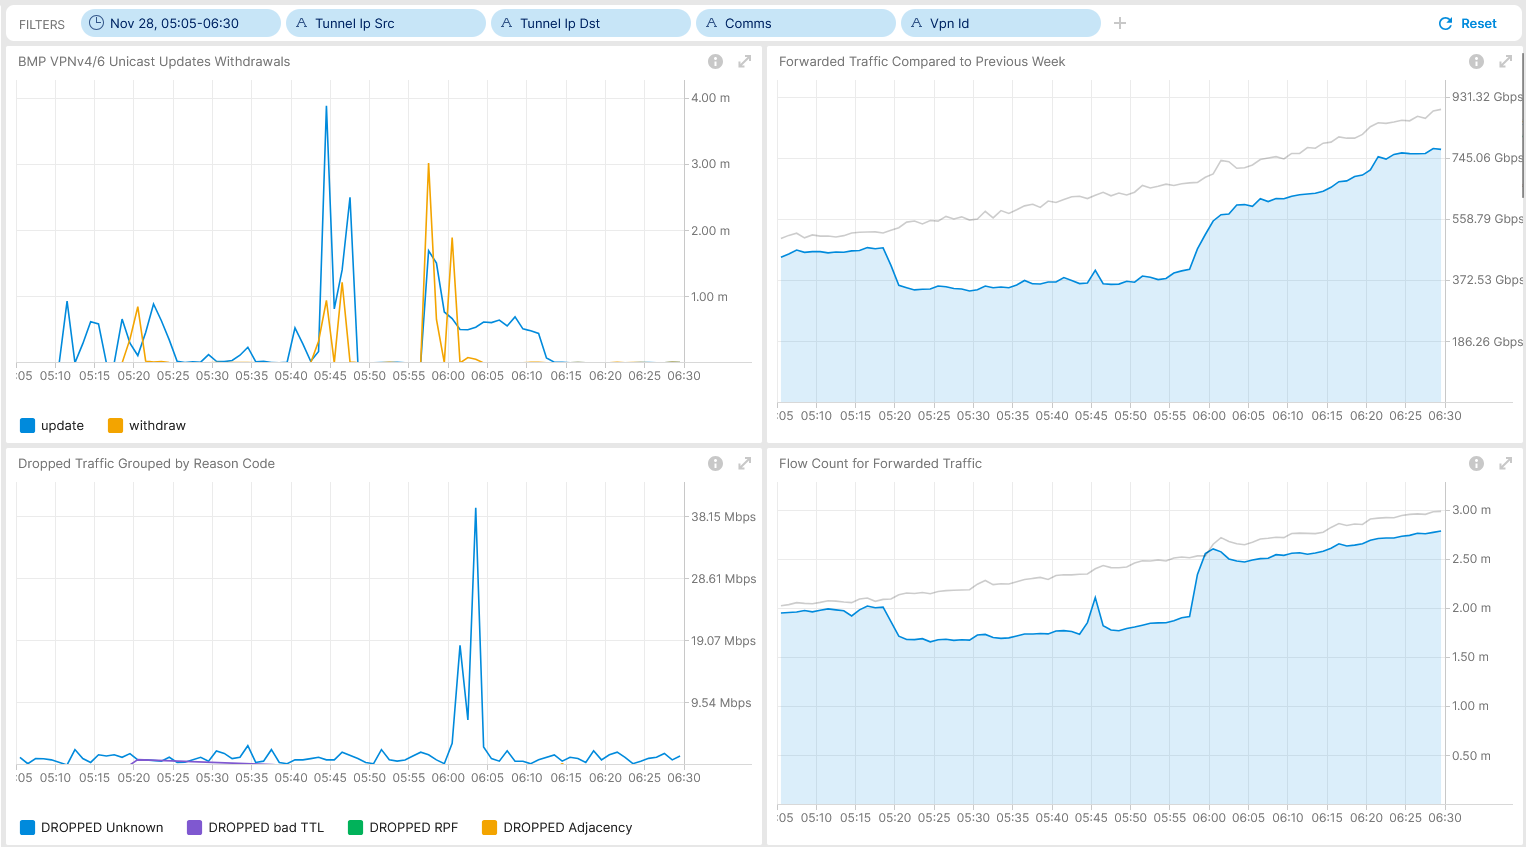 FILTERS Nov 28, 05:05-06:30 Tunnel Ip Src Tunnel Ip Dst Comms Vpn Id + Reset
BMP VPNv4/6 Unicast Updates Withdrawals
4.00 m
3.00 m
2.00 m
1.00 m
:05 05:10 05:15 05:20 05:25 05:30 05:35 05:40 05:45 05:50 05:55 06:00 06:05 06:10 06:15 06:20 06:25 06:30
update withdraw
Forwarded Traffic Compared to Previous Week
931.32 Gbps
745.06 Gbps
558.79 Gbps
372.53 Gbps
186.26 Gbps
:05 05:10 05:15 05:20 05:25 05:30 05:35 05:40 05:45 05:50 05:55 06:00 06:05 06:10 06:15 06:20 06:25 06:30
Dropped Traffic Grouped by Reason Code
38.15 Mbps
28.61 Mbps
19.07 Mbps
9.54 Mbps
:05 05:10 05:15 05:20 05:25 05:30 05:35 05:40 05:45 05:50 05:55 06:00 06:05 06:10 06:15 06:20 06:25 06:30
DROPPED Unknown DROPPED bad TTL DROPPED RPF DROPPED Adjacency
Flow Count for Forwarded Traffic
3.00 m
2.50 m
2.00 m
1.50 m
1.00 m
0.50 m
:05 05:10 05:15 05:20 05:25 05:30 05:35 05:40 05:45 05:50 05:55 06:00 06:05 06:10 06:15 06:20 06:25 06:30